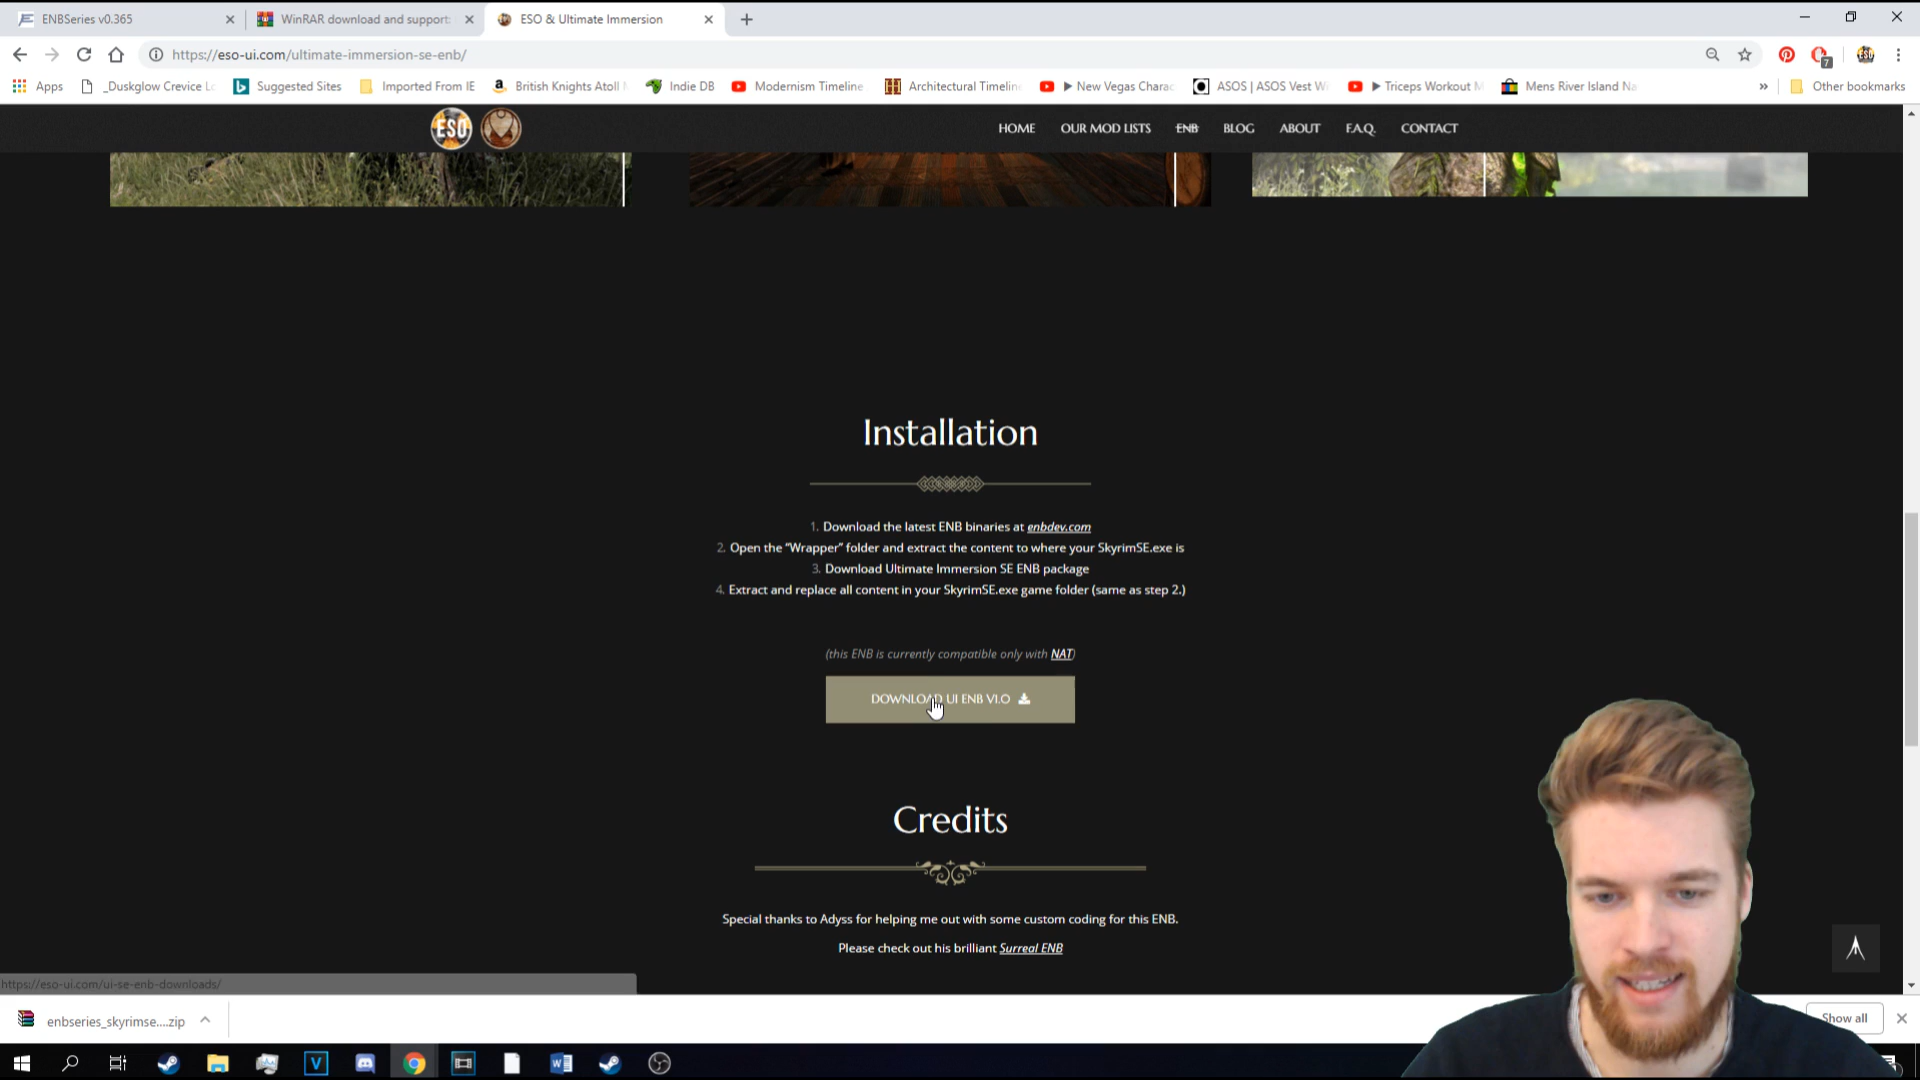 ENBSeries v0.365
WinRAR download and support:
ESO & Ultimate Immersion
https://eso-ui.com/ultimate-immersion-se-enb/
7
Apps
_Duskglow Crevice Lo
Suggested Sites
Imported From IE
British Knights Atoll
Indie DB
Modernism Timeline
Architectural Timelin
New Vegas Charac
ASOS | ASOS Vest W
Triceps Workout
Mens River Island Na
Other bookmarks
ESO
HOME
OUR MOD LISTS
ENB
BLOG
ABOUT
F.A.Q.
CONTACT
Installation
1. Download the latest ENB binaries at enbdev.com
2. Open the "Wrapper" folder and extract the content to where your SkyrimSE.exe is
3. Download Ultimate Immersion SE ENB package
4. Extract and replace all content in your SkyrimSE.exe game folder (same as step 2.)
(this ENB is currently compatible only with NAT)
DOWNLOAD UI ENB V1.0
Credits
Special thanks to Adyss for helping me out with some custom coding for this ENB.
Please check out his brilliant Surreal ENB
https://eso-ui.com/ui-se-enb-downloads/
enbseries_skyrimse....zip
Show all